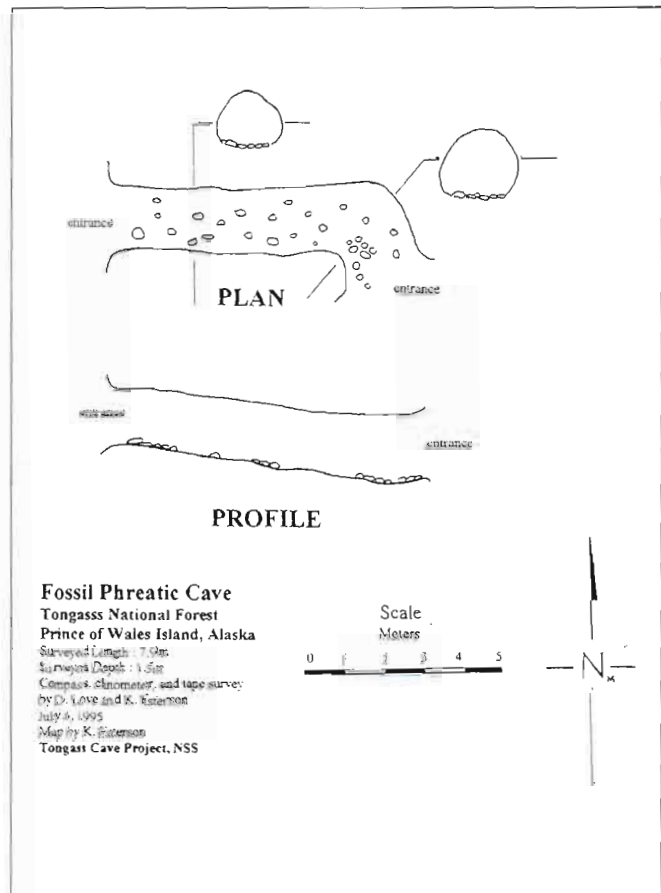 entrance
PLAN
entrance
entrance
PROFILE
Fossil Phreatic Cave
Tongasss National Forest
Prince of Wales Island, Alaska
Surveyed Length : 7.9m
Surveyed Depth : 1.5m
Compass, clinometer, and tape survey
by D. Love and K. Esterson
July 6, 1995
Map by K. Esterson
Tongass Cave Project, NSS
Scale
Meters
0 1 2 3 4 5
N
M